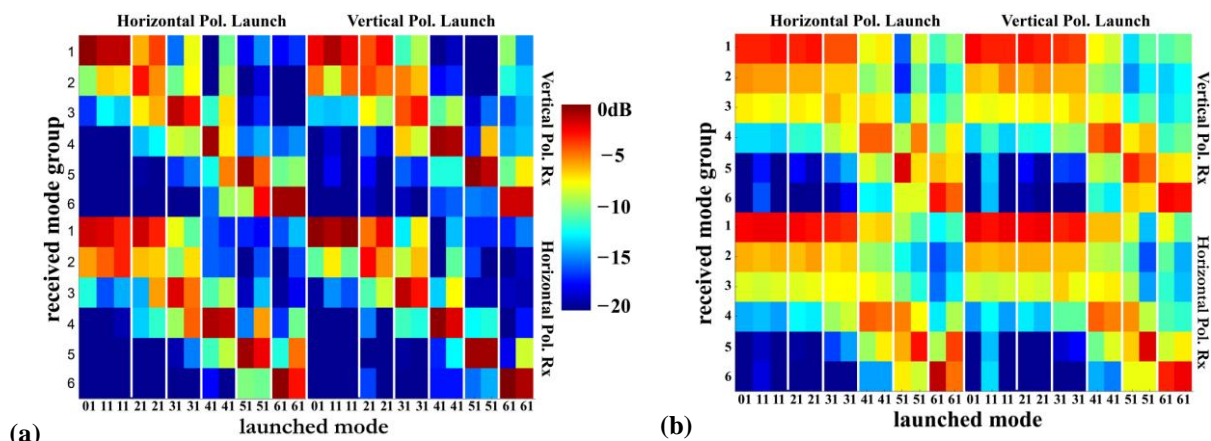 Horizontal Pol. Launch Vertical Pol. Launch
received mode group
1
2
3
4
5
6
1
2
3
4
5
6
Vertical Pol. Rx
Horizontal Pol. Rx
01 11 11 21 21 31 31 41 41 51 51 61 61 01 11 11 21 21 31 31 41 41 51 51 61 61
launched mode
(a)
0dB
−5
−10
−15
−20
Horizontal Pol. Launch Vertical Pol. Launch
received mode group
1
2
3
4
5
6
1
2
3
4
5
6
Vertical Pol. Rx
Horizontal Pol. Rx
01 11 11 21 21 31 31 41 41 51 51 61 61 01 11 11 21 21 31 31 41 41 51 51 61 61
launched mode
(b)